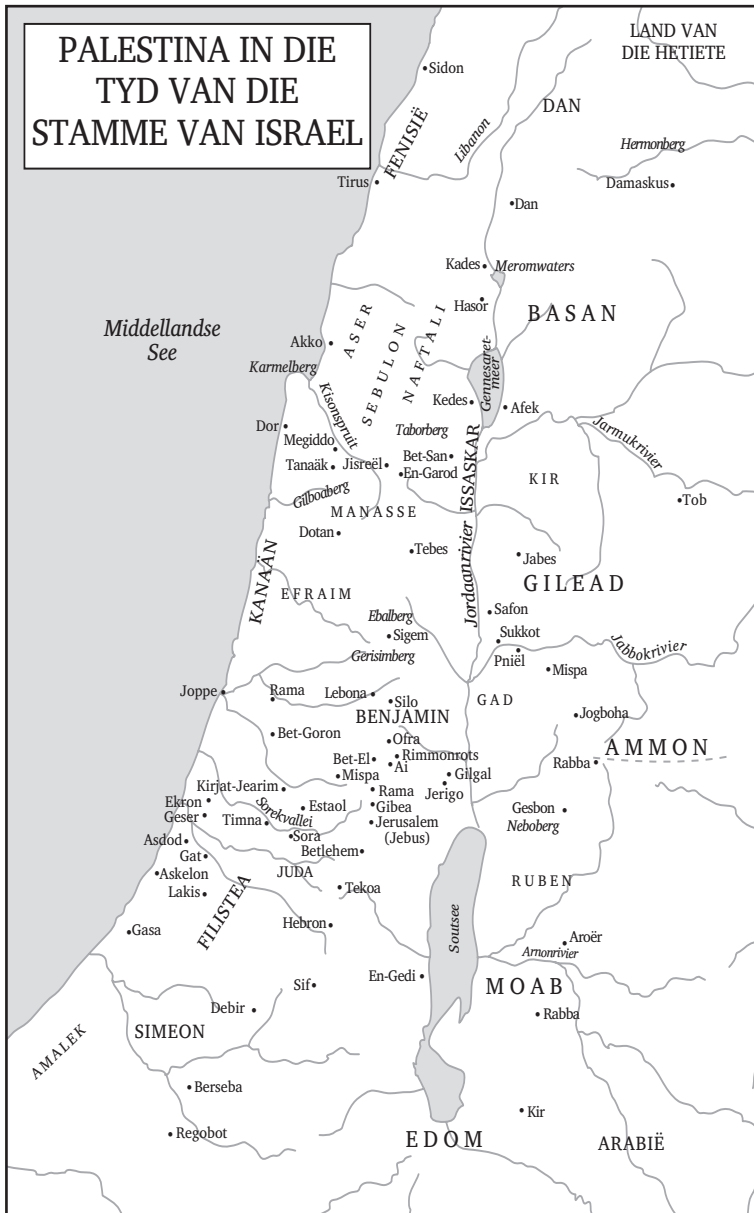 PALESTINA IN DIE
TYD VAN DIE
STAMME VAN ISRAEL
LAND VAN
DIE HETIETE
Sidon
DAN
FENISIË
Libanon
Hermonberg
Tirus
Damaskus
Dan
Kades
Meromwaters
Hasor
BASAN
Middellandse
See
ASER
SEBULON
NAFTALI
Akko
Karmelberg
Gennesaret-
meer
Kisonspruit
Kedes
Afek
Dor
Taborberg
Jarmukrivier
Megiddo
Bet-San
ISSASKAR
Tanaäk
Jisreël
En-Garod
KIR
Gilboaberg
Tob
MANASSE
Dotan
Tebes
Jabes
KANAÄN
Jordaanrivier
GILEAD
EFRAIM
Safon
Ebalberg
Sigem
Sukkot
Jabbokrivier
Gerisimberg
Pniël
Mispa
Joppe
Rama
Lebona
Silo
GAD
BENJAMIN
Jogboha
Bet-Goron
Ofra
Rimmonrots
AMMON
Bet-El
Ai
Rabba
Mispa
Gilgal
Kirjat-Jearim
Rama
Jerigo
Ekron
Sorekvallei
Estaol
Gibea
Gesbon
Geser
Timna
Jerusalem
(Jebus)
Neboberg
Asdod
Sora
Gat
Betlehem
Askelon
JUDA
RUBEN
Lakis
Tekoa
FILISTEA
Gasa
Hebron
Soutsee
Aroër
Arnonrivier
En-Gedi
Sif
MOAB
Debir
Rabba
AMALEK
SIMEON
Berseba
Kir
Regobot
EDOM
ARABIË